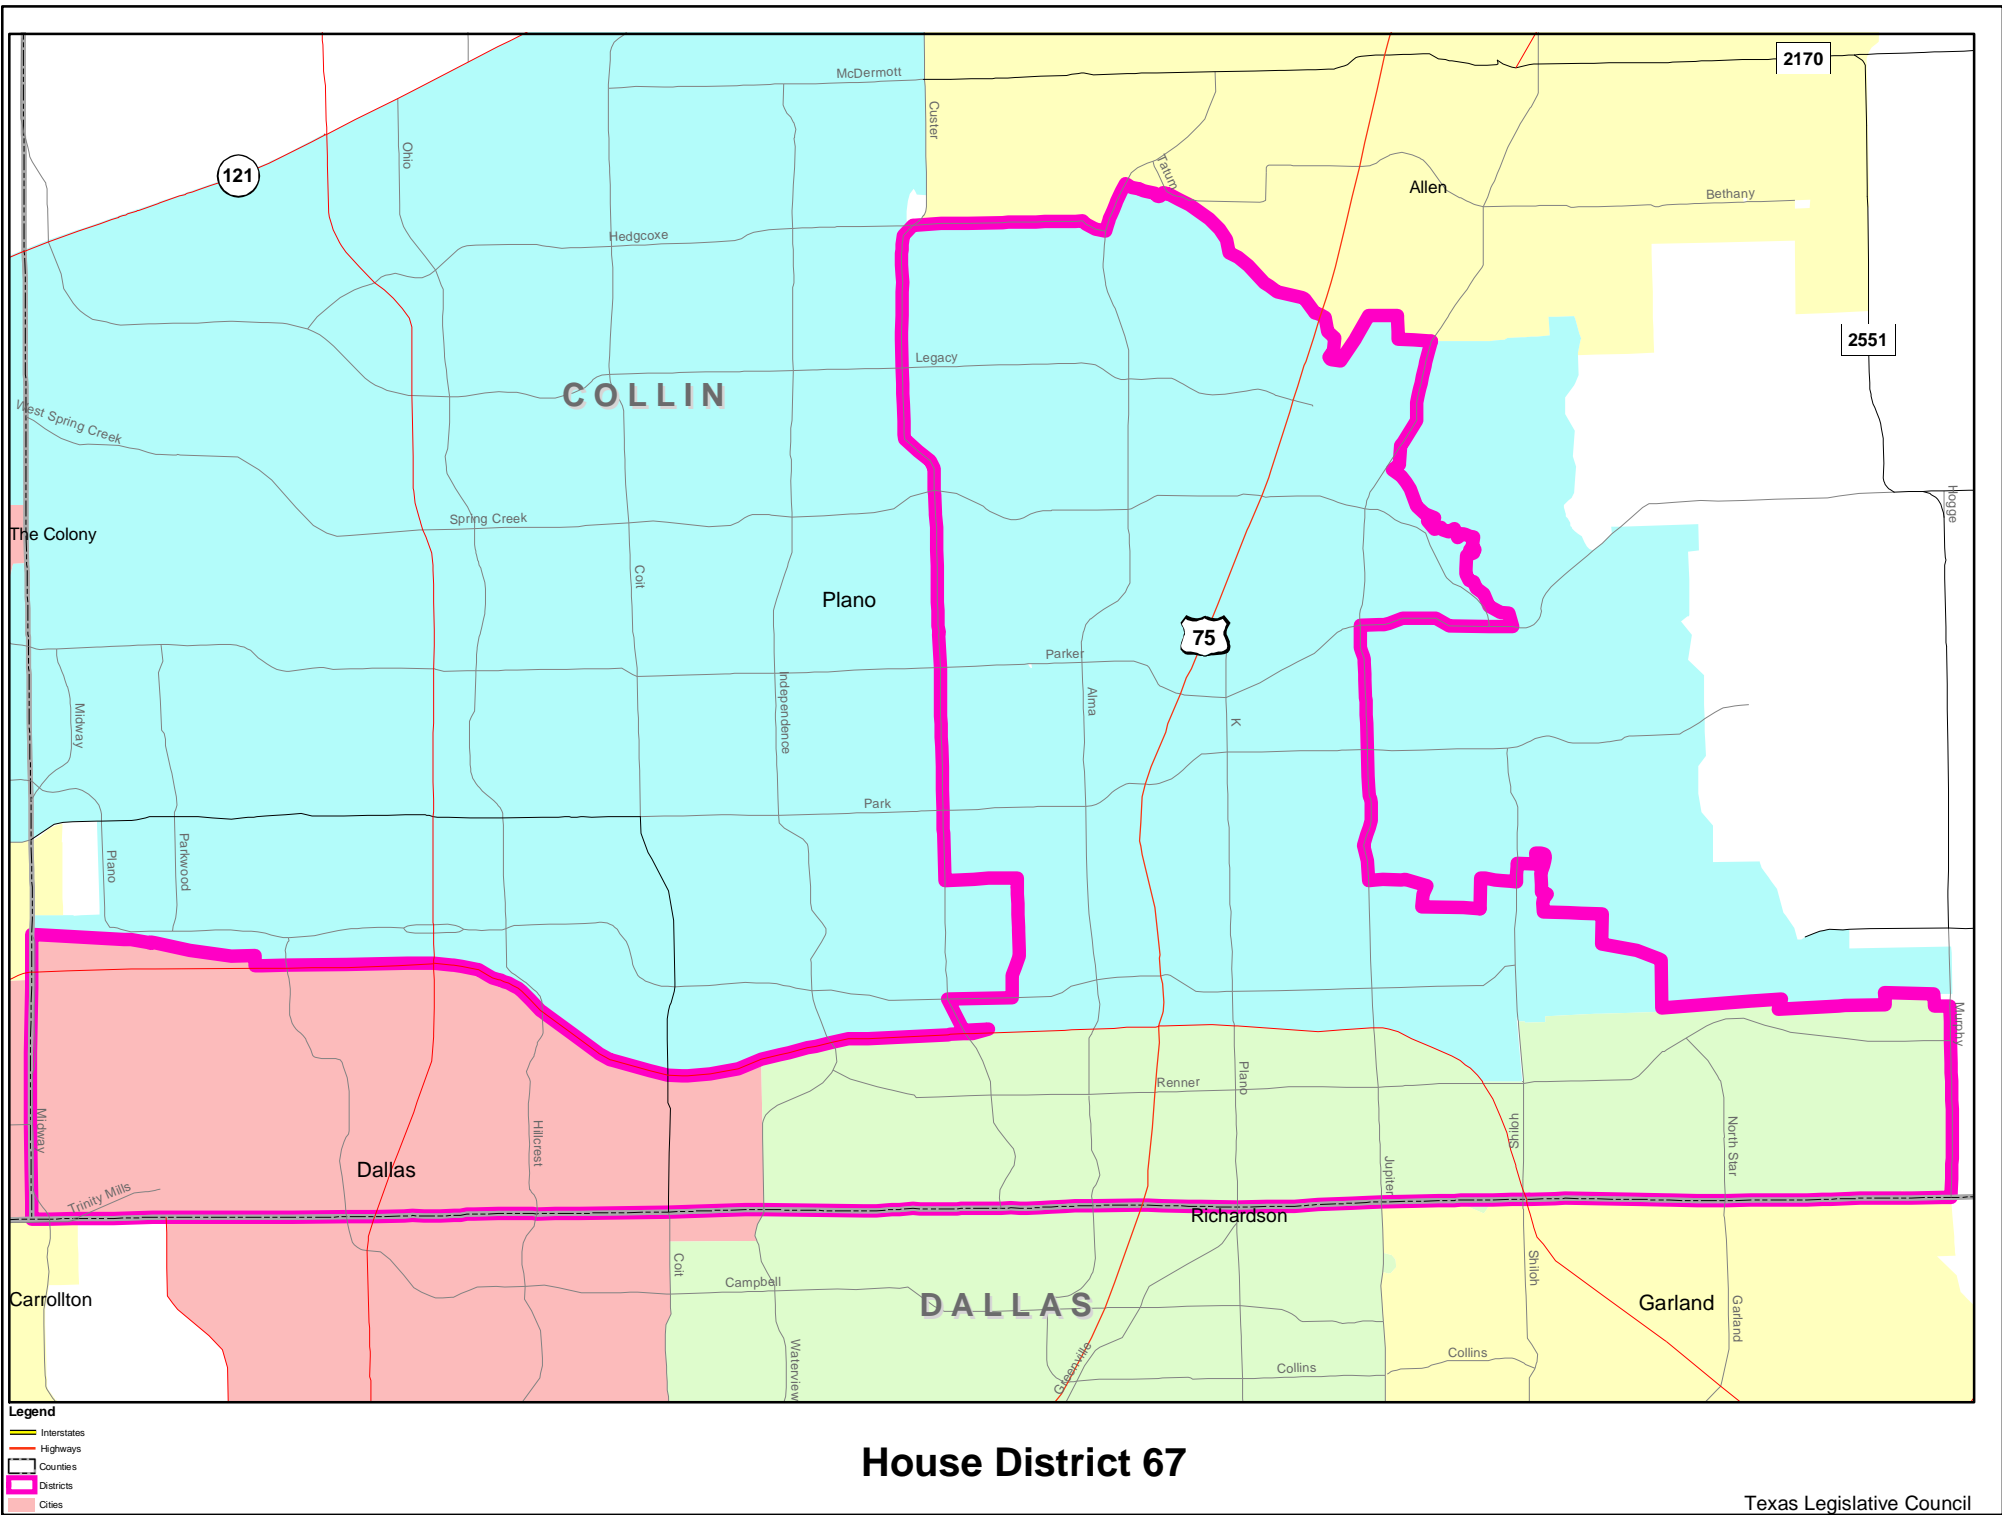 2170
McDermott
Custer
121
Ohio
Tatum
Allen
Bethany
Hedgcoxe
2551
Legacy
COLLIN
West Spring Creek
Spring Creek
The Colony
Hogge
Coit
Plano
75
Parker
Midway
Independence
Alma
K
Park
Plano
Parkwood
Murphy
Renner
Plano
Midway
Hillcrest
Shiloh
North Star
Dallas
Jupiter
Trinity Mills
Richardson
Coit
Campbell
Shiloh
Carrollton
DALLAS
Garland
Garland
Waterview
Greenville
Collins
Collins
Legend
Interstates
Highways
Counties
Districts
Cities
House District 67
Texas Legislative Council